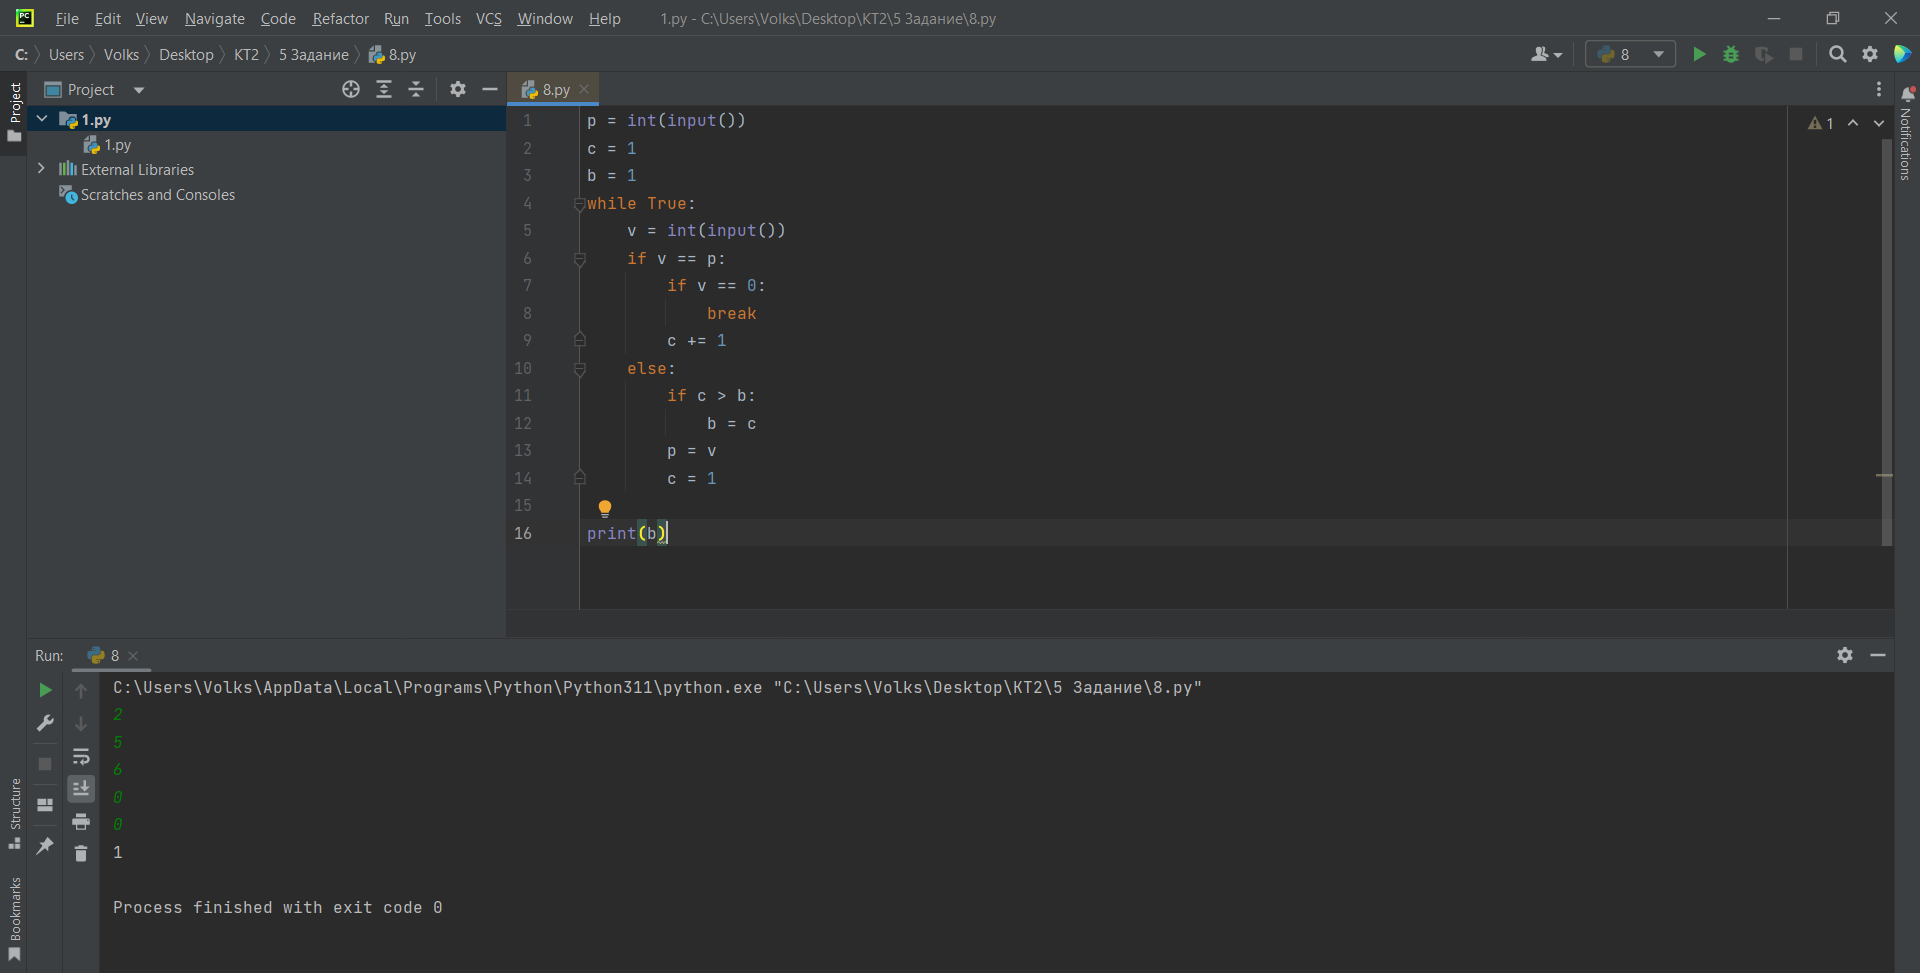 PC File Edit View Navigate Code Refactor Run Tools VCS Window Help 1.py - C:\Users\Volks\Desktop\KT2\5 Задание\8.py
C: Users Volks Desktop KT2 5 Задание 8.py 8
Project
Project
8.py
1.py
1.py
External Libraries
Scratches and Consoles
1 p = int(input())
2 c = 1
3 b = 1
4 while True:
5 v = int(input())
6 if v == p:
7 if v == 0:
8 break
9 c += 1
10 else:
11 if c > b:
12 b = c
13 p = v
14 c = 1
15
16 print(b)
1
Notifications
Run: 8
C:\Users\Volks\AppData\Local\Programs\Python\Python311\python.exe "C:\Users\Volks\Desktop\KT2\5 Задание\8.py"
2
5
6
0
0
1
Process finished with exit code 0
Structure
Bookmarks